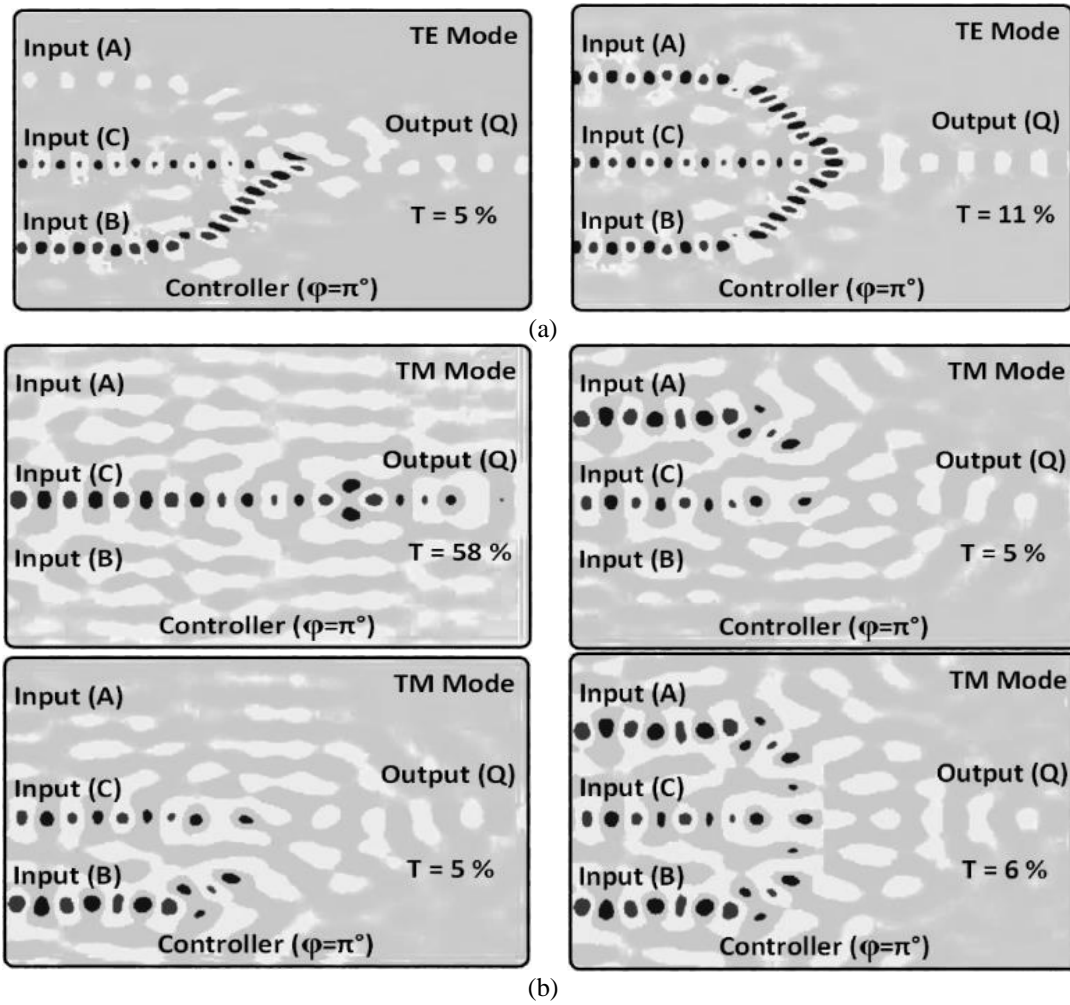 Input (A)
TE Mode
Input (C)
Output (Q)
Input (B)
T = 5 %
Controller (φ=π°)
Input (A)
TE Mode
Input (C)
Output (Q)
Input (B)
T = 11 %
Controller (φ=π°)
(a)
Input (A)
TM Mode
Input (C)
Output (Q)
Input (B)
T = 58 %
Controller (φ=π°)
Input (A)
TM Mode
Input (C)
Output (Q)
Input (B)
T = 5 %
Controller (φ=π°)
Input (A)
TM Mode
Input (C)
Output (Q)
Input (B)
T = 5 %
Controller (φ=π°)
Input (A)
TM Mode
Input (C)
Output (Q)
Input (B)
T = 6 %
Controller (φ=π°)
(b)